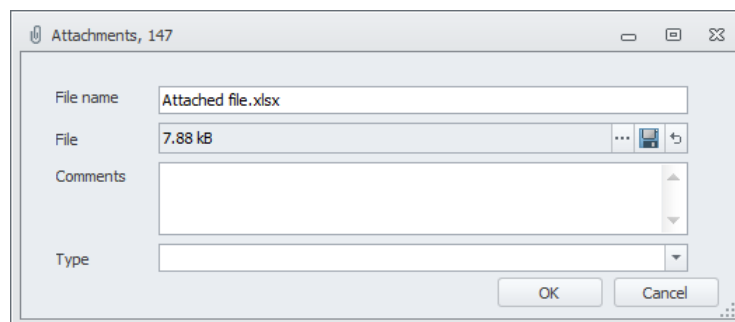 Attachments, 147
File name
Attached file.xlsx
File
7.88 kB
...
Comments
Type
OK
Cancel